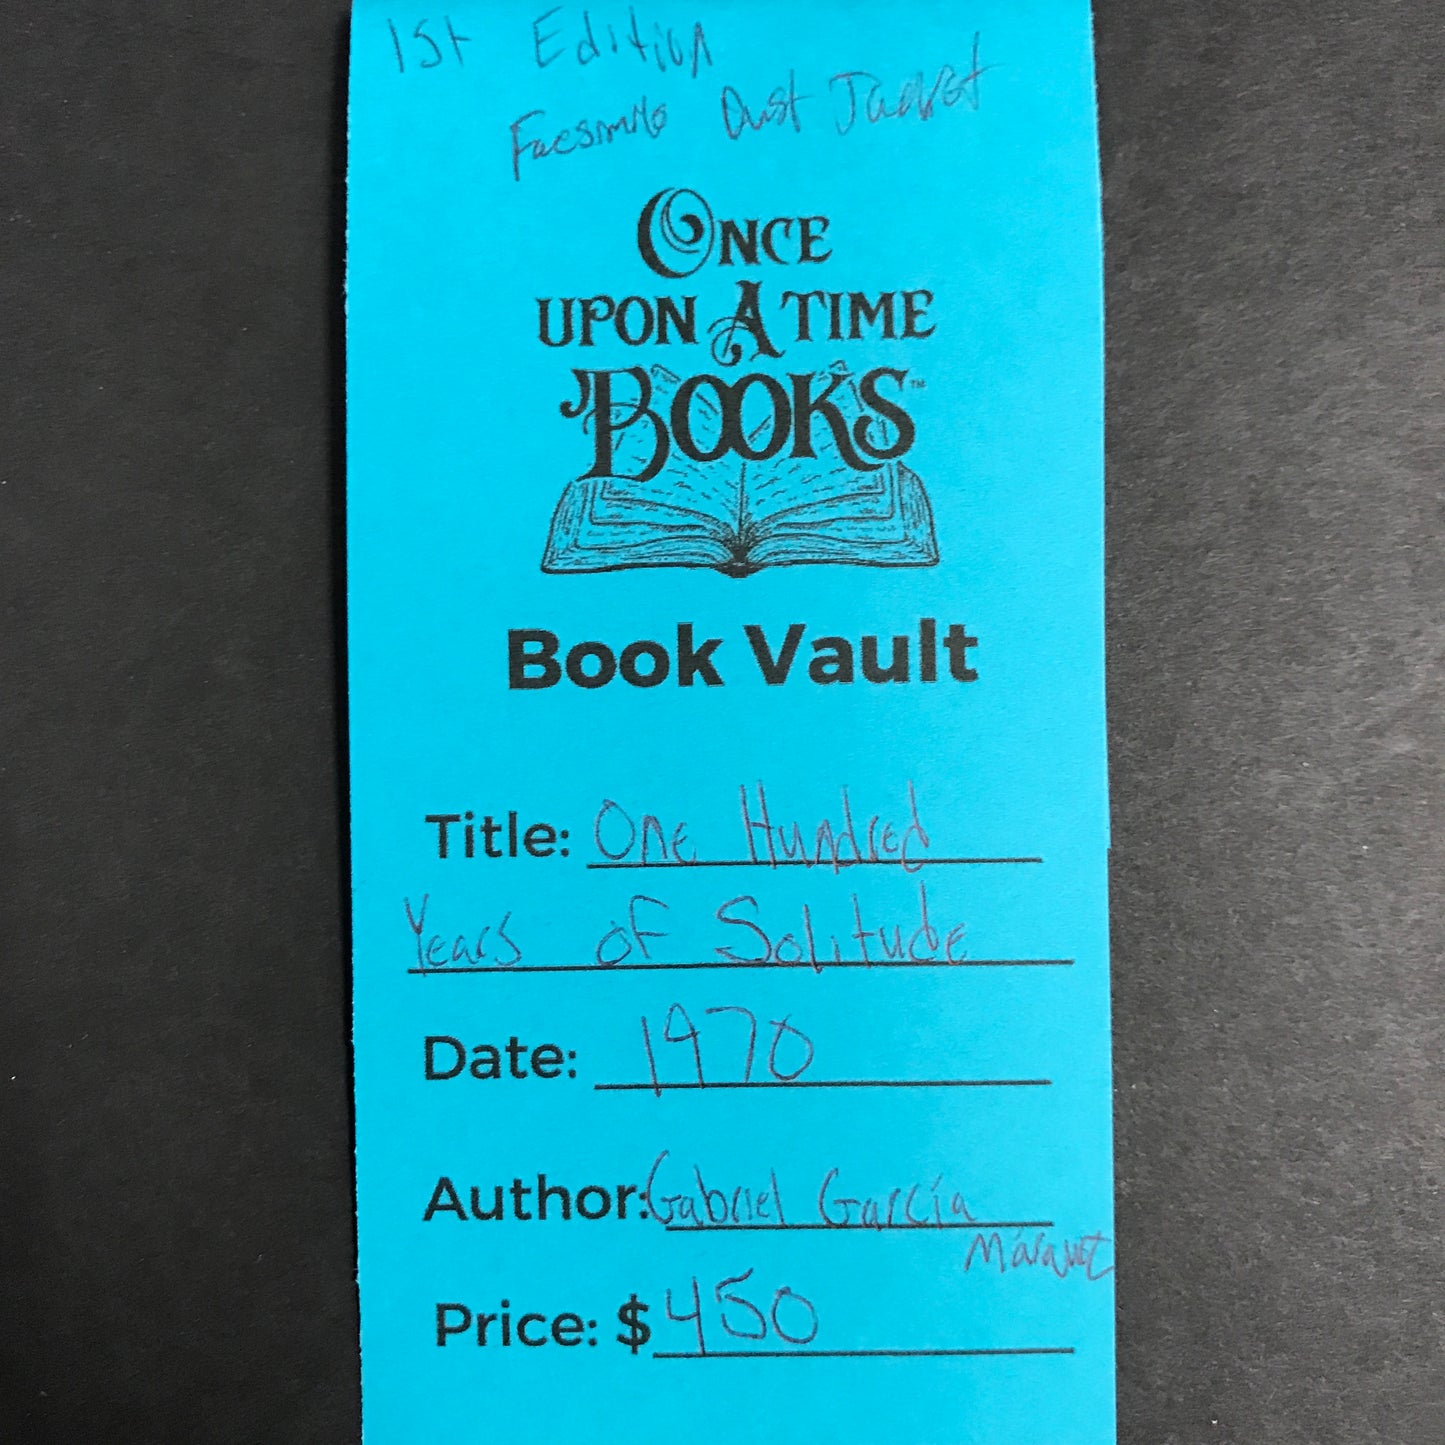 1st Edition
Facsimile Dust Jacket
ONCE
UPON A TIME
BOOKS™
Book Vault
Title: One Hundred
Years of Solitude
Date: 1970
Author: Gabriel García
Márquez
Price: $450